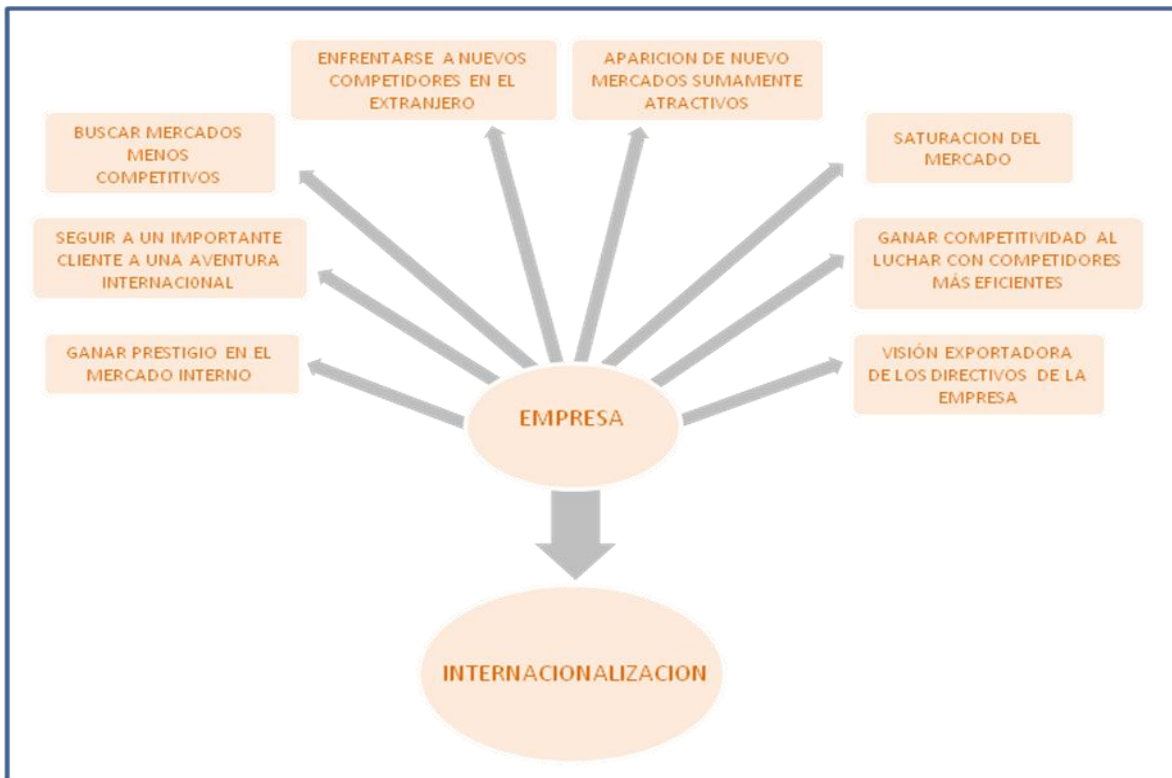 ENFRENTARSE A NUEVOS
COMPETIDORES EN EL
EXTRANJERO
APARICION DE NUEVO
MERCADOS SUMAMENTE
ATRACTIVOS
BUSCAR MERCADOS
MENOS
COMPETITIVOS
SATURACION DEL
MERCADO
SEGUIR A UN IMPORTANTE
CLIENTE A UNA AVENTURA
INTERNACIONAL
GANAR COMPETITIVIDAD AL
LUCHAR CON COMPETIDORES
MÁS EFICIENTES
GANAR PRESTIGIO EN EL
MERCADO INTERNO
VISIÓN EXPORTADORA
DE LOS DIRECTIVOS DE LA
EMPRESA
EMPRESA
INTERNACIONALIZACION